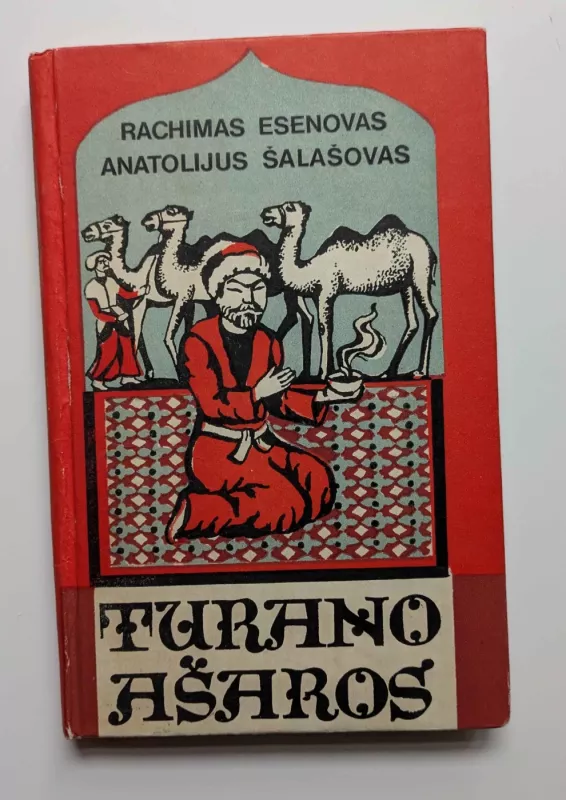 RACHIMAS ESENOVAS
ANATOLIJUS ŠALAŠOVAS
TURANO
AŠAROS